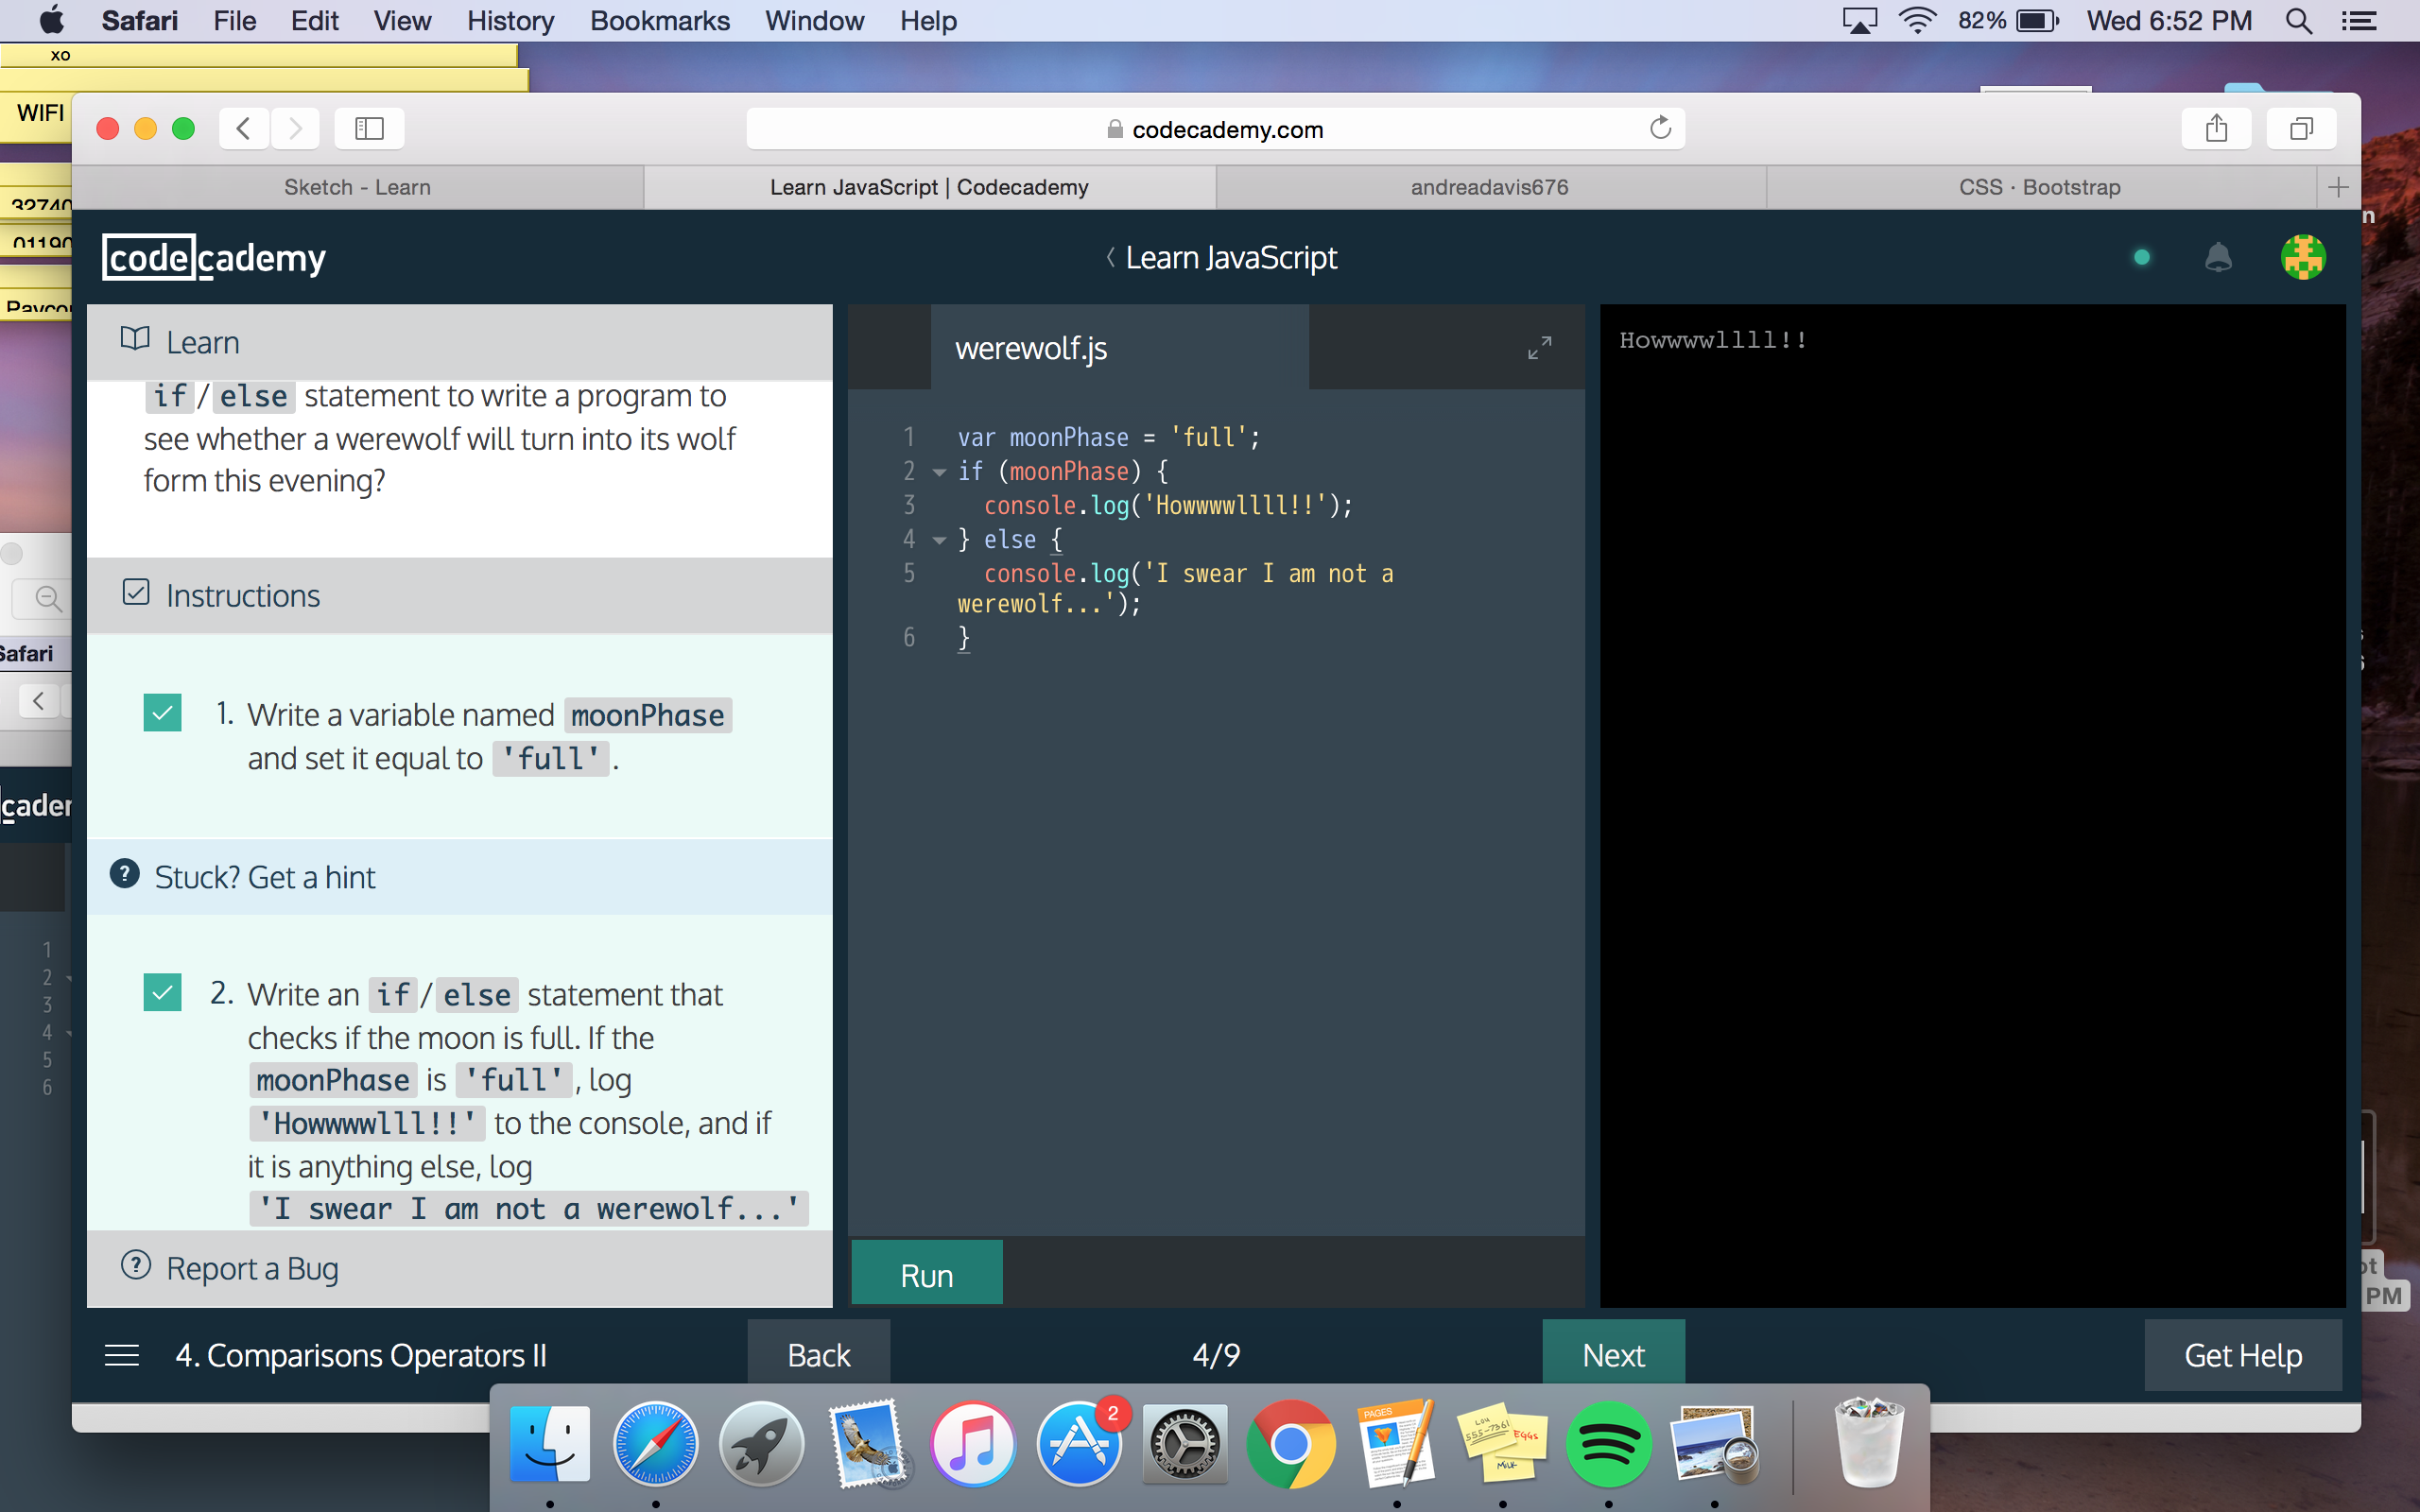 Safari File Edit View History Bookmarks Window Help 82% Wed 6:52 PM
xo
WIFI
codecademy.com
Sketch - Learn Learn JavaScript | Codecademy andreadavis676 CSS · Bootstrap
32740
01190
Paycor
codecademy
‹ Learn JavaScript
Learn
if / else statement to write a program to
see whether a werewolf will turn into its wolf
form this evening?
Instructions
1. Write a variable named moonPhase
and set it equal to 'full'.
Stuck? Get a hint
2. Write an if / else statement that
checks if the moon is full. If the
moonPhase is 'full', log
'Howwwwlll!!' to the console, and if
it is anything else, log
'I swear I am not a werewolf...'
Report a Bug
werewolf.js
1 var moonPhase = 'full';
2 if (moonPhase) {
3 console.log('Howwwwllll!!');
4 } else {
5 console.log('I swear I am not a
werewolf...');
6 }
Run
Howwwwllll!!
4. Comparisons Operators II Back 4/9 Next Get Help
Safari
cader
1
2
3
4
5
6
PM
2
PAGES